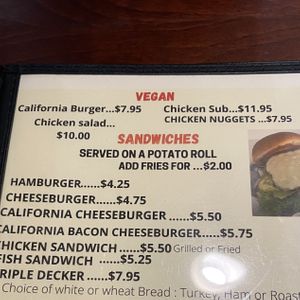 VEGAN
California Burger...$7.95 Chicken Sub...$11.95
Chicken salad... CHICKEN NUGGETS ...$7.95
$10.00
SANDWICHES
SERVED ON A POTATO ROLL
ADD FRIES FOR ...$2.00
HAMBURGER......$4.25
CHEESEBURGER......$4.75
CALIFORNIA CHEESEBURGER ......$5.50
CALIFORNIA BACON CHEESEBURGER......$5.75
CHICKEN SANDWICH ......$5.50 Grilled or Fried
FISH SANDWICH ......$5.25
TRIPLE DECKER ......$7.95
Choice of white or wheat Bread : Turkey, Ham or Roast